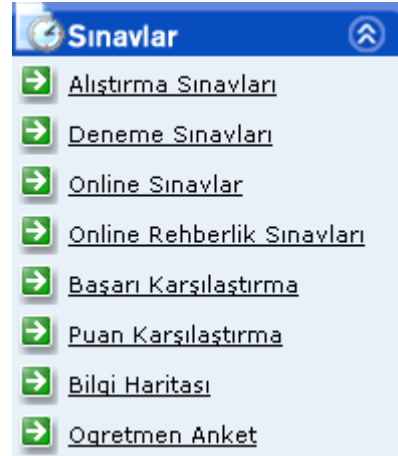 Sınavlar
Alıştırma Sınavları
Deneme Sınavları
Online Sınavlar
Online Rehberlik Sınavları
Başarı Karşılaştırma
Puan Karşılaştırma
Bilgi Haritası
Ogretmen Anket